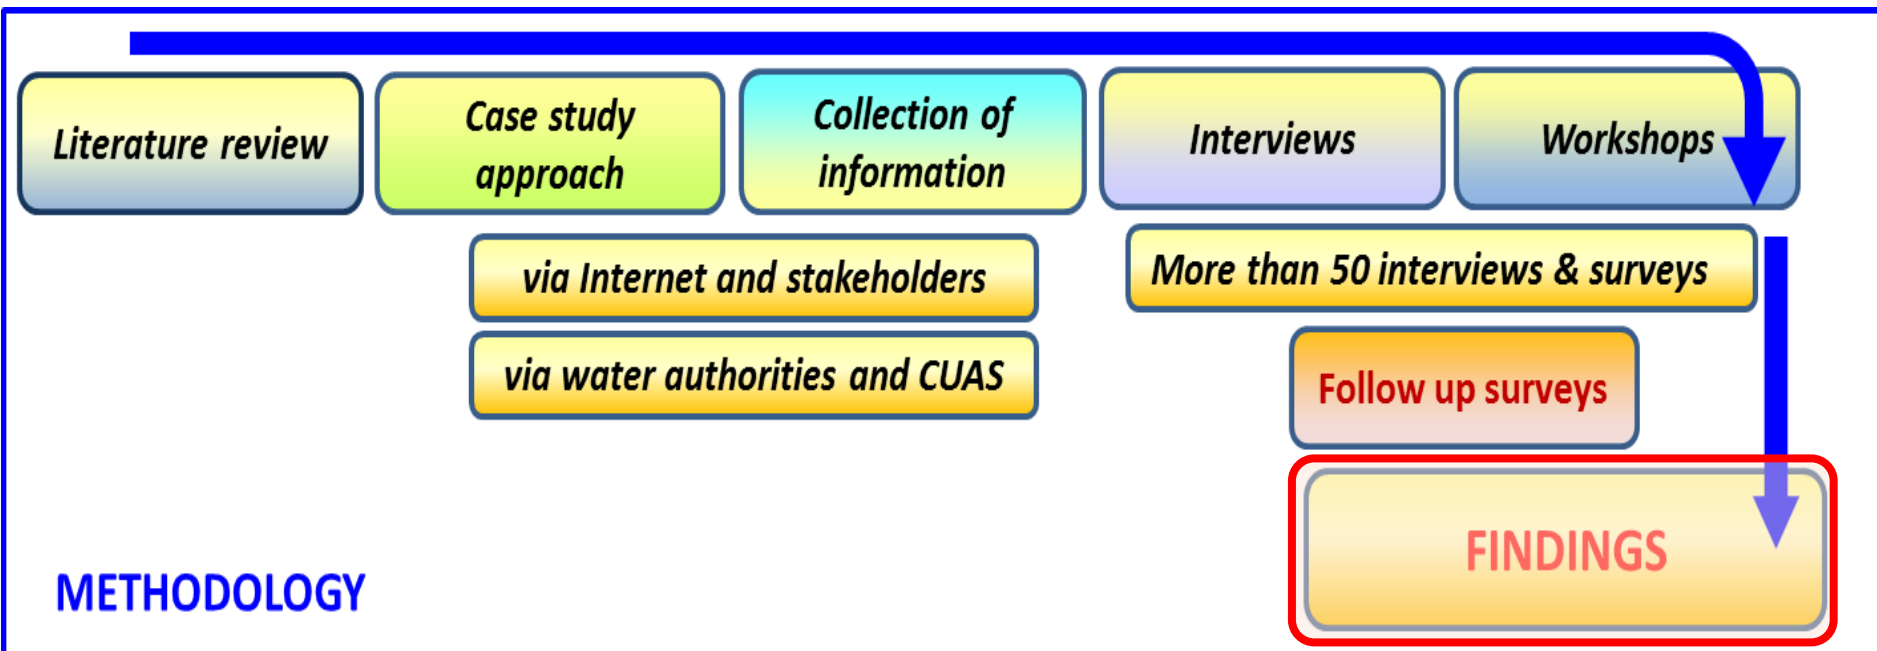 Literature review
Case study
approach
Collection of
information
Interviews
Workshops
via Internet and stakeholders
via water authorities and CUAS
More than 50 interviews & surveys
Follow up surveys
FINDINGS
METHODOLOGY